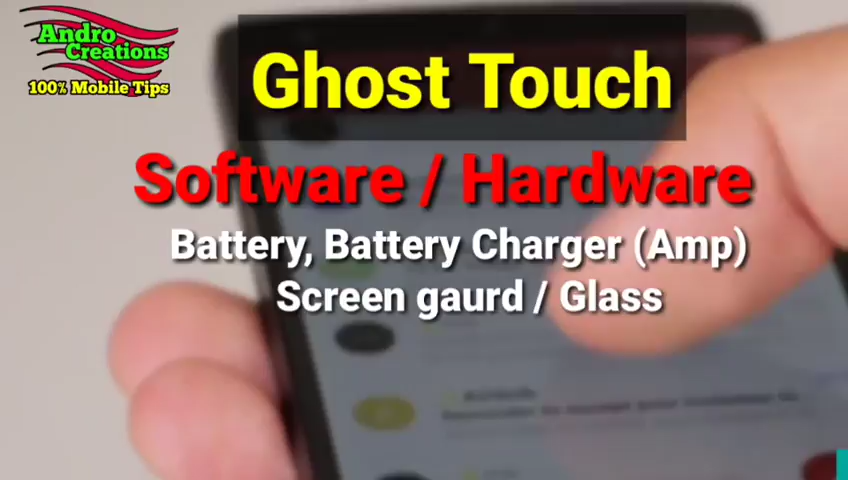 Andro
Creations
100% Mobile Tips
Ghost Touch
Software / Hardware
Battery, Battery Charger (Amp)
Screen gaurd / Glass